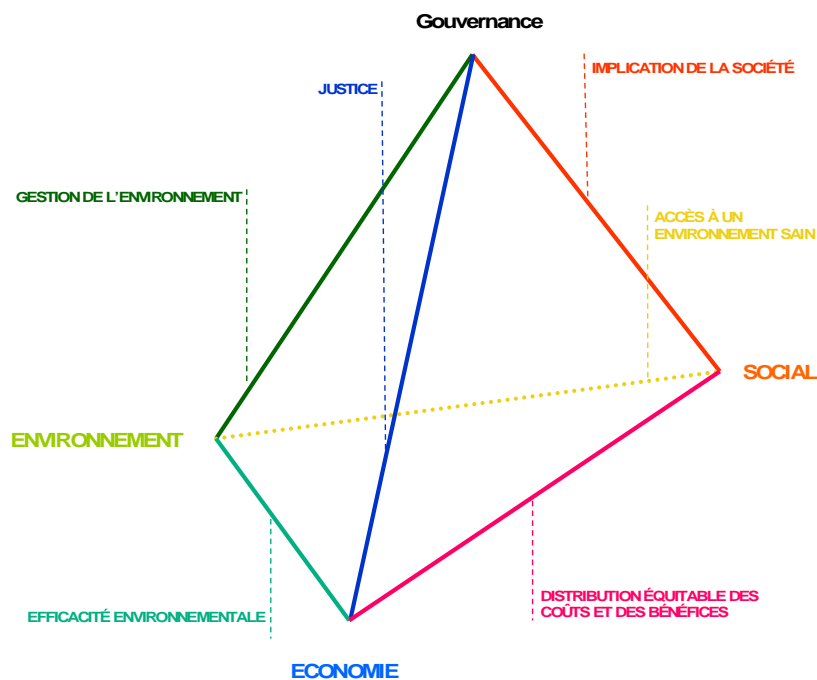 Gouvernance
IMPLICATION DE LA SOCIÉTÉ
JUSTICE
GESTION DE L'ENVIRONNEMENT
ACCÈS À UN
ENVIRONNEMENT SAIN
SOCIAL
ENVIRONNEMENT
DISTRIBUTION ÉQUITABLE DES
COÛTS ET DES BÉNÉFICES
EFFICACITÉ ENVIRONNEMENTALE
ECONOMIE